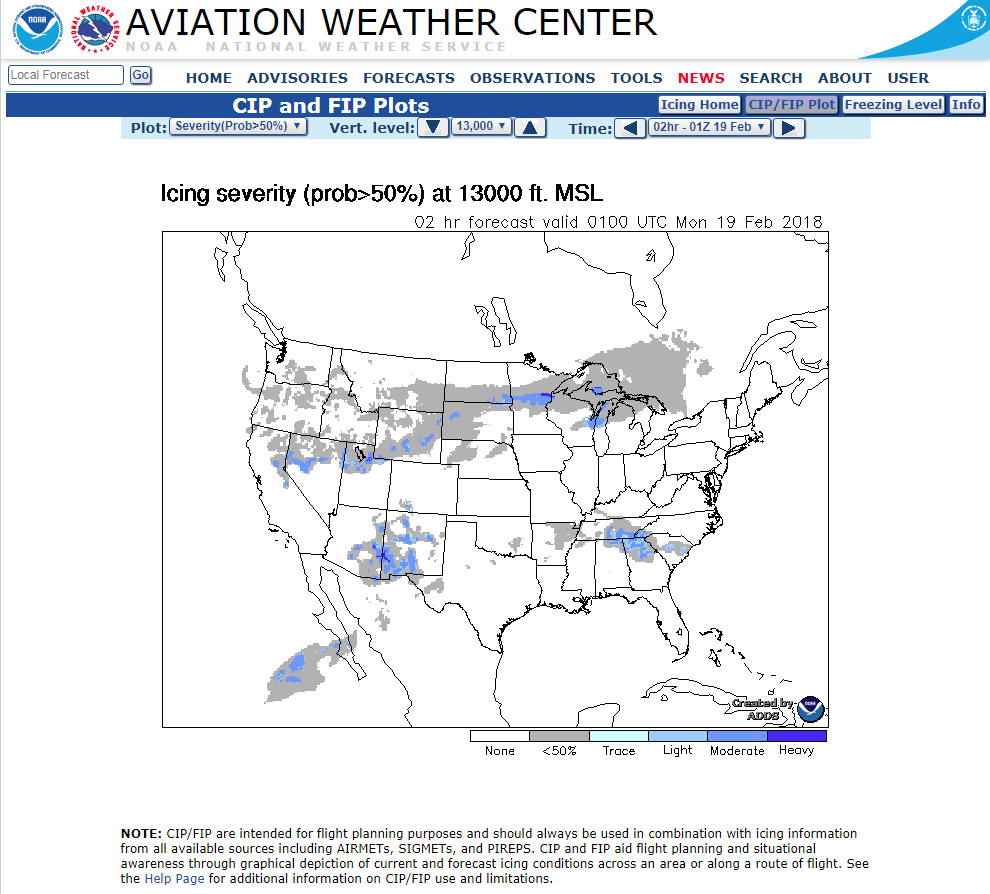 NOAA
AVIATION WEATHER CENTER
NOAA NATIONAL WEATHER SERVICE
Local Forecast Go HOME ADVISORIES FORECASTS OBSERVATIONS TOOLS NEWS SEARCH ABOUT USER
CIP and FIP Plots Icing Home CIP/FIP Plot Freezing Level Info
Plot: Severity(Prob>50%) Vert. level: 13,000 Time: 02hr - 01Z 19 Feb
Icing severity (prob>50%) at 13000 ft. MSL
02 hr forecast valid 0100 UTC Mon 19 Feb 2018
Created by
ADDS
NOAA
None <50% Trace Light Moderate Heavy
NOTE: CIP/FIP are intended for flight planning purposes and should always be used in combination with icing information
from all available sources including AIRMETs, SIGMETs, and PIREPS. CIP and FIP aid flight planning and situational
awareness through graphical depiction of current and forecast icing conditions across an area or along a route of flight. See
the Help Page for additional information on CIP/FIP use and limitations.